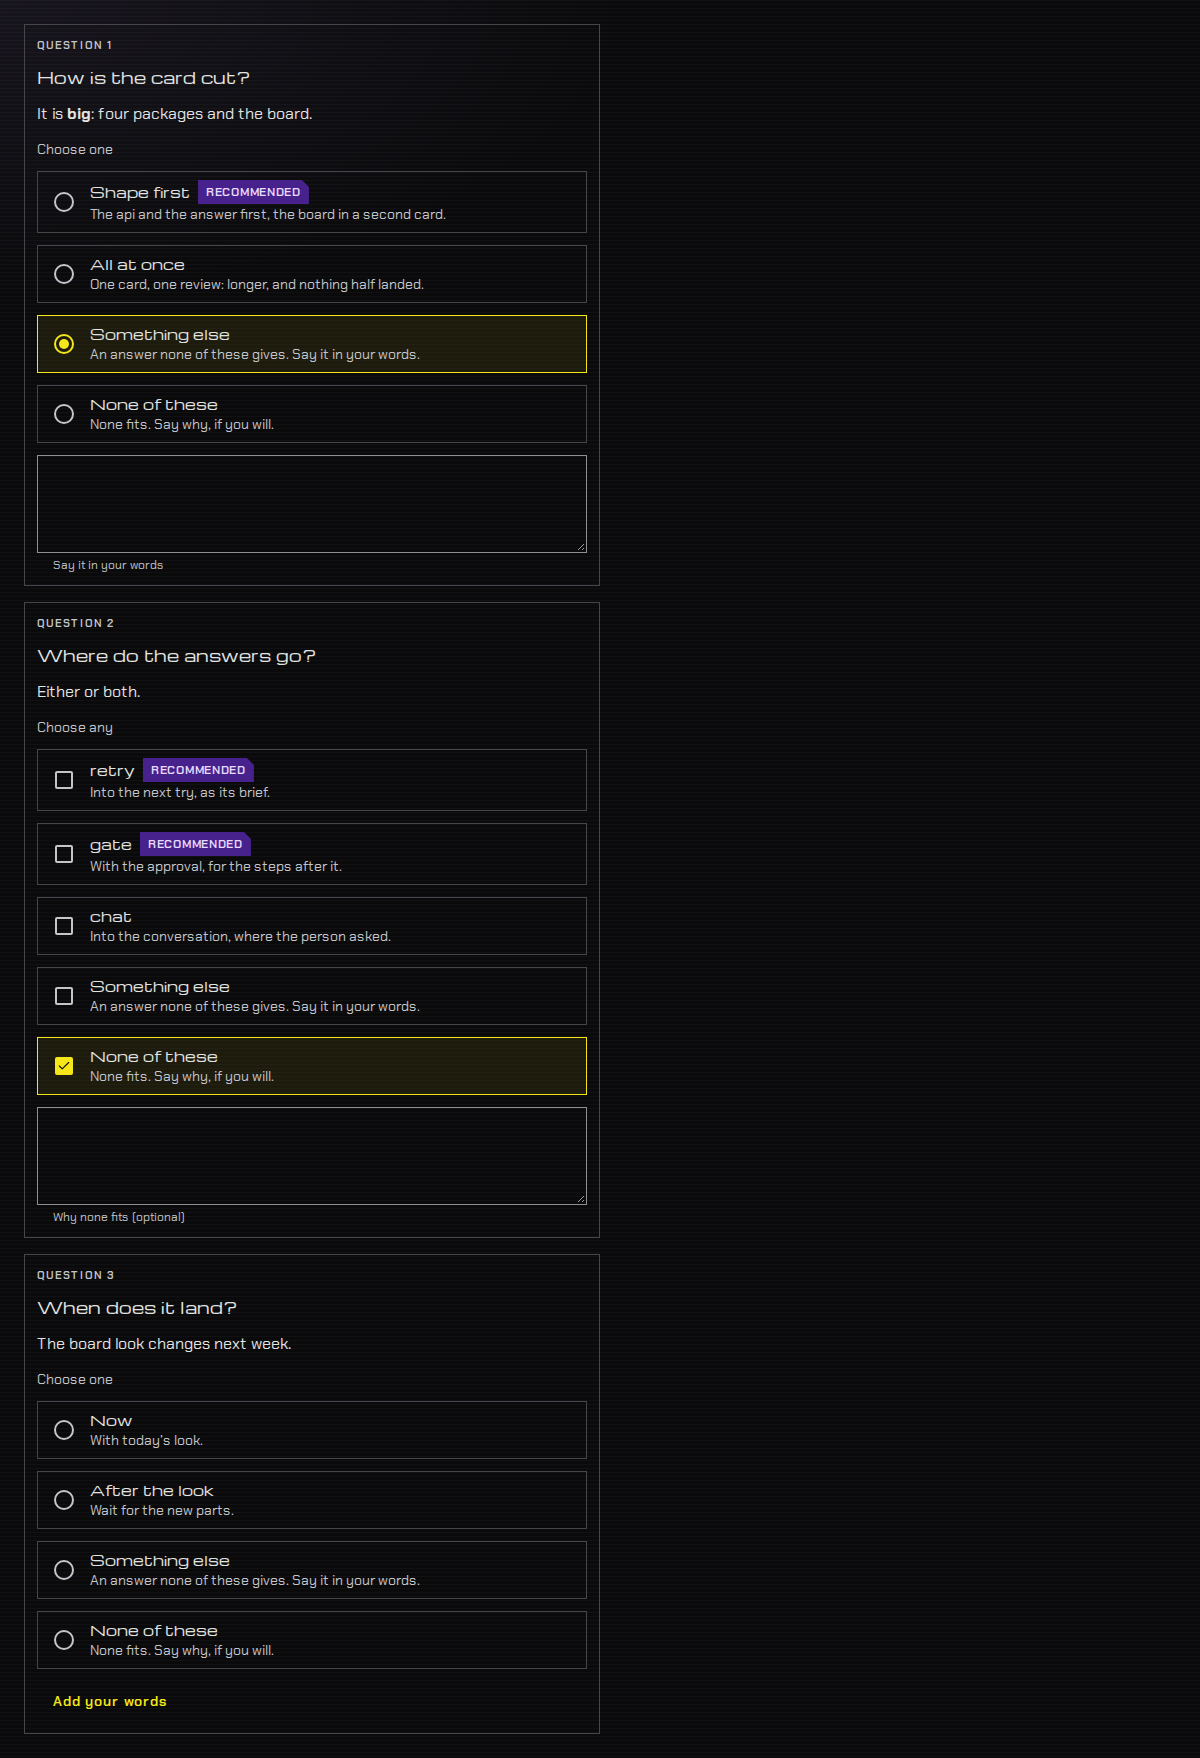 QUESTION 1
How is the card cut?
It is big: four packages and the board.
Choose one
Shape first RECOMMENDED
The api and the answer first, the board in a second card.
All at once
One card, one review: longer, and nothing half landed.
Something else
An answer none of these gives. Say it in your words.
None of these
None fits. Say why, if you will.
Say it in your words
QUESTION 2
Where do the answers go?
Either or both.
Choose any
retry RECOMMENDED
Into the next try, as its brief.
gate RECOMMENDED
With the approval, for the steps after it.
chat
Into the conversation, where the person asked.
Something else
An answer none of these gives. Say it in your words.
None of these
None fits. Say why, if you will.
Why none fits (optional)
QUESTION 3
When does it land?
The board look changes next week.
Choose one
Now
With today's look.
After the look
Wait for the new parts.
Something else
An answer none of these gives. Say it in your words.
None of these
None fits. Say why, if you will.
Add your words